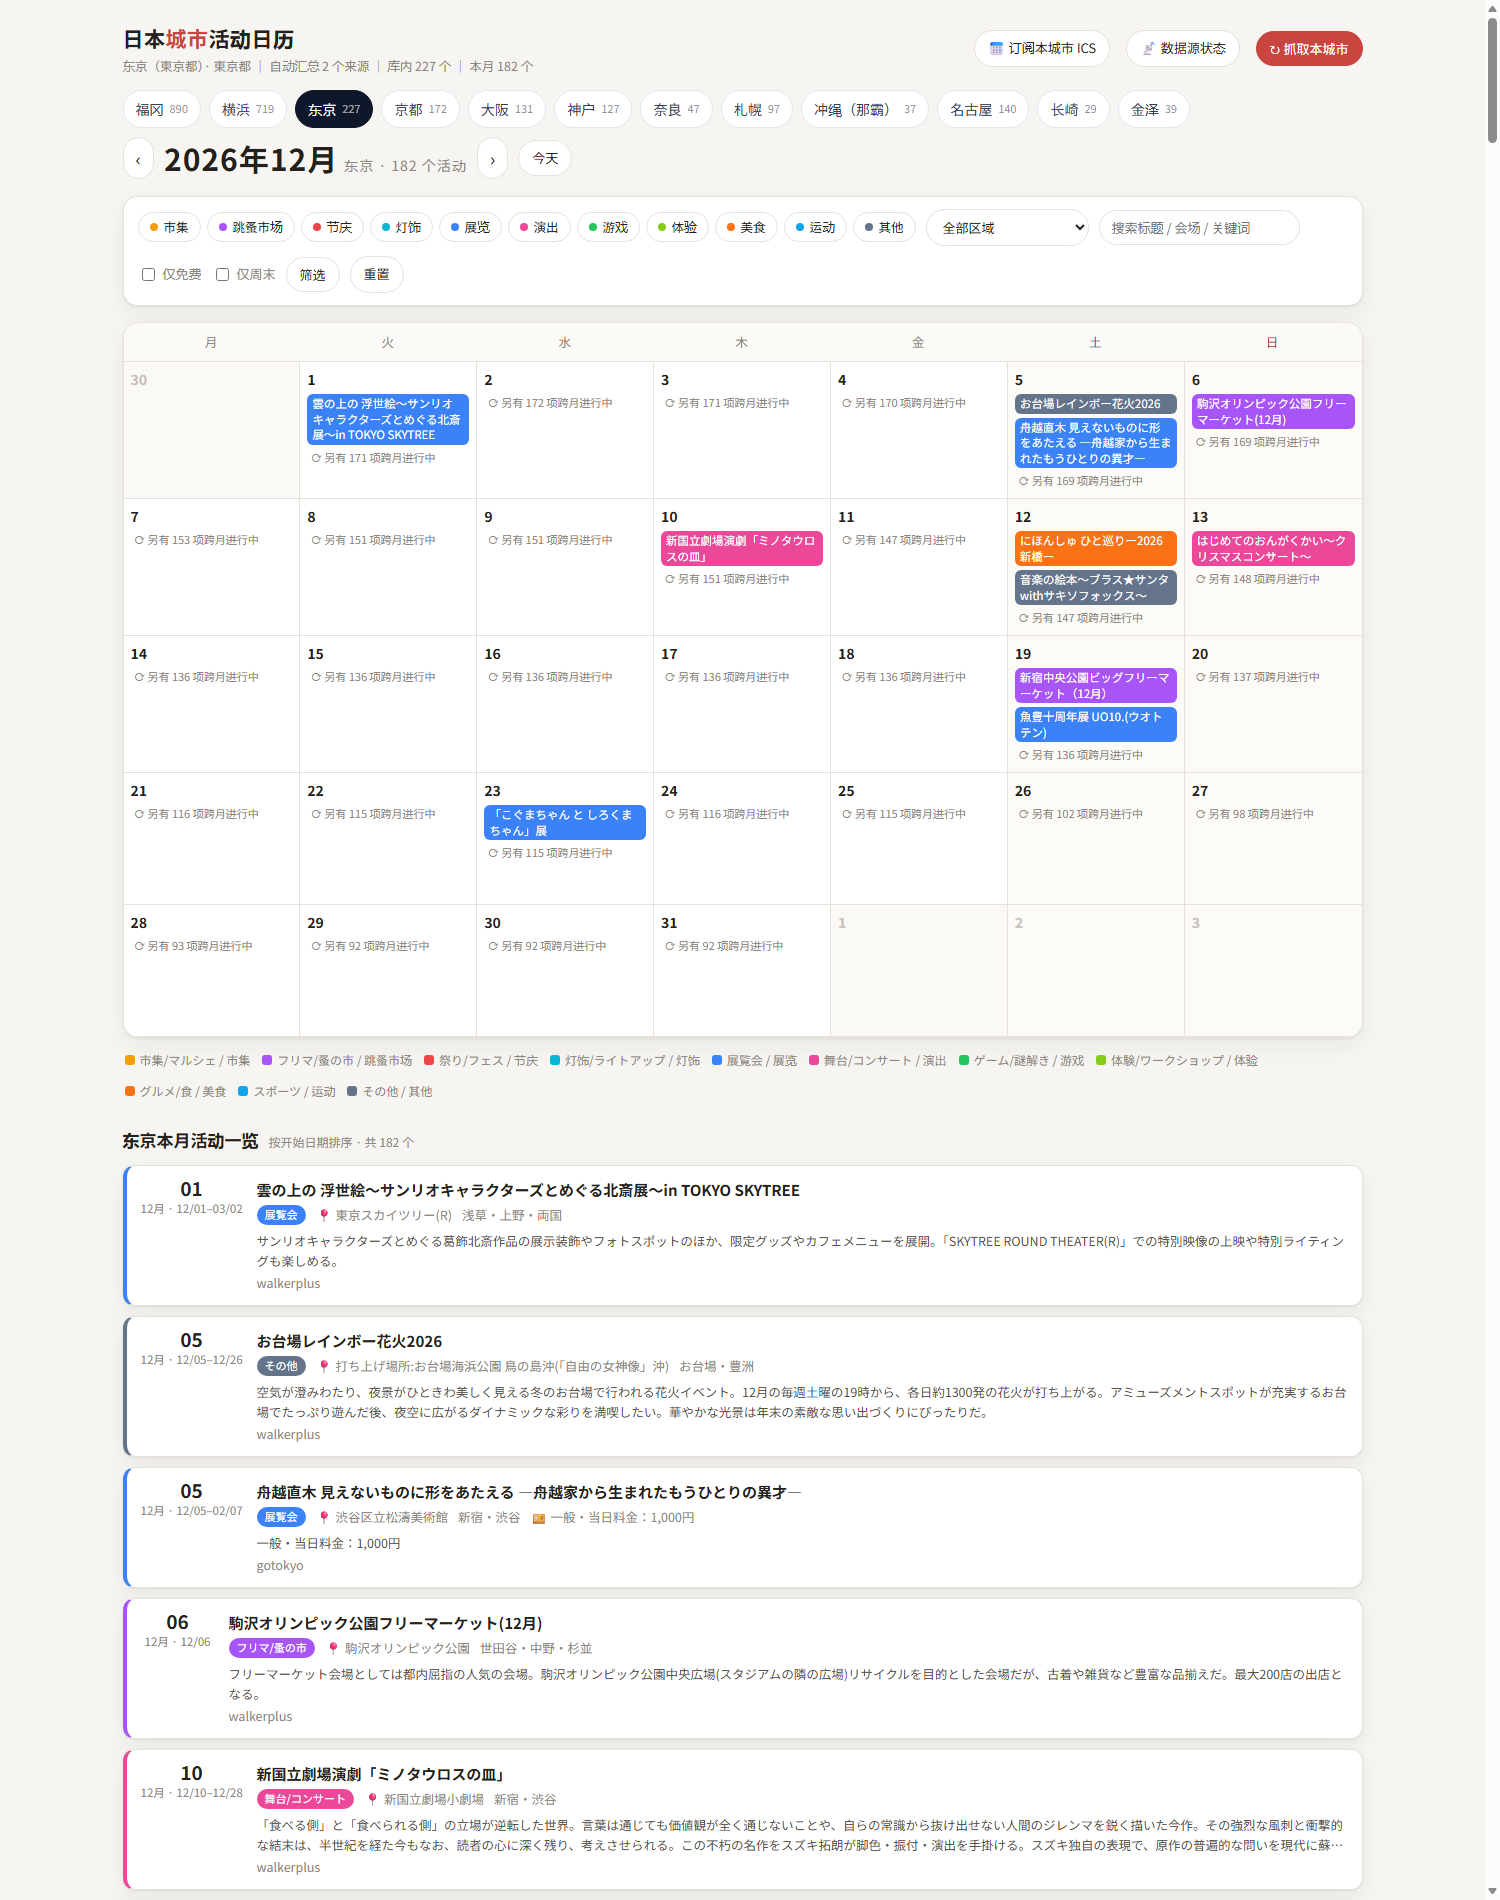 日本城市活动日历
东京（東京都）· 東京都 ｜ 自动汇总 2 个来源 ｜ 库内 227 个 ｜ 本月 182 个
订阅本城市 ICS
数据源状态
↻ 抓取本城市
福冈 890
横浜 719
东京 227
京都 172
大阪 131
神户 127
奈良 47
札幌 97
冲绳（那霸） 37
名古屋 140
长崎 29
金泽 39
‹
2026年12月 东京 · 182 个活动
›
今天
市集
跳蚤市场
节庆
灯饰
展览
演出
游戏
体验
美食
运动
其他
全部区域
搜索标题 / 会场 / 关键词
仅免费
仅周末
筛选
重置
月 火 水 木 金 土 日
30
1
雲の上の 浮世絵～サンリオ
キャラクターズとめぐる北斎
展～in TOKYO SKYTREE
⟳ 另有 171 项跨月进行中
2
⟳ 另有 172 项跨月进行中
3
⟳ 另有 171 项跨月进行中
4
⟳ 另有 170 项跨月进行中
5
お台場レインボー花火2026
舟越直木 見えないものに形
をあたえる ―舟越家から生ま
れたもうひとりの異才―
⟳ 另有 169 项跨月进行中
6
駒沢オリンピック公園フリー
マーケット(12月)
⟳ 另有 169 项跨月进行中
7
⟳ 另有 153 项跨月进行中
8
⟳ 另有 151 项跨月进行中
9
⟳ 另有 151 项跨月进行中
10
新国立劇場演劇「ミノタウロ
スの皿」
⟳ 另有 151 项跨月进行中
11
⟳ 另有 147 项跨月进行中
12
にほんしゅ ひと巡りー2026
新橋ー
音楽の絵本～ブラス★サンタ
withサキソフォックス～
⟳ 另有 147 项跨月进行中
13
はじめてのおんがくかい～ク
リスマスコンサート～
⟳ 另有 148 项跨月进行中
14
⟳ 另有 136 项跨月进行中
15
⟳ 另有 136 项跨月进行中
16
⟳ 另有 136 项跨月进行中
17
⟳ 另有 136 项跨月进行中
18
⟳ 另有 136 项跨月进行中
19
新宿中央公園ビッグフリーマ
ーケット（12月）
魚豊十周年展 UO10.(ウオト
テン)
⟳ 另有 136 项跨月进行中
20
⟳ 另有 137 项跨月进行中
21
⟳ 另有 116 项跨月进行中
22
⟳ 另有 115 项跨月进行中
23
「こぐまちゃん と しろくま
ちゃん」展
⟳ 另有 115 项跨月进行中
24
⟳ 另有 116 项跨月进行中
25
⟳ 另有 115 项跨月进行中
26
⟳ 另有 102 项跨月进行中
27
⟳ 另有 98 项跨月进行中
28
⟳ 另有 93 项跨月进行中
29
⟳ 另有 92 项跨月进行中
30
⟳ 另有 92 项跨月进行中
31
⟳ 另有 92 项跨月进行中
1
2
3
市集/マルシェ / 市集 フリマ/蚤の市 / 跳蚤市场 祭り/フェス / 节庆 灯饰/ライトアップ / 灯饰 展覧会 / 展览 舞台/コンサート / 演出 ゲーム/謎解き / 游戏 体験/ワークショップ / 体验
グルメ/食 / 美食 スポーツ / 运动 その他 / 其他
东京本月活动一览 按开始日期排序 · 共 182 个
01
12月 · 12/01–03/02
雲の上の 浮世絵～サンリオキャラクターズとめぐる北斎展～in TOKYO SKYTREE
展覧会 東京スカイツリー(R) 浅草・上野・両国
サンリオキャラクターズとめぐる葛飾北斎作品の展示装飾やフォトスポットのほか、限定グッズやカフェメニューを展開。「SKYTREE ROUND THEATER(R)」での特別映像の上映や特別ライティン
グも楽しめる。
walkerplus
05
12月 · 12/05–12/26
お台場レインボー花火2026
その他 打ち上げ場所:お台場海浜公園 鳥の島沖(「自由の女神像」沖) お台場・豊洲
空気が澄みわたり、夜景がひときわ美しく見える冬のお台場で行われる花火イベント。12月の毎週土曜の19時から、各日約1300発の花火が打ち上がる。アミューズメントスポットが充実するお台
場でたっぷり遊んだ後、夜空に広がるダイナミックな彩りを満喫したい。華やかな光景は年末の素敵な思い出づくりにぴったりだ。
walkerplus
05
12月 · 12/05–02/07
舟越直木 見えないものに形をあたえる ―舟越家から生まれたもうひとりの異才―
展覧会 渋谷区立松濤美術館 新宿・渋谷 一般・当日料金：1,000円
一般・当日料金：1,000円
gotokyo
06
12月 · 12/06
駒沢オリンピック公園フリーマーケット(12月)
フリマ/蚤の市 駒沢オリンピック公園 世田谷・中野・杉並
フリーマーケット会場としては都内屈指の人気の会場。駒沢オリンピック公園中央広場(スタジアムの隣の広場)リサイクルを目的とした会場だが、古着や雑貨など豊富な品揃えだ。最大200店の出店と
なる。
walkerplus
10
12月 · 12/10–12/28
新国立劇場演劇「ミノタウロスの皿」
舞台/コンサート 新国立劇場小劇場 新宿・渋谷
「食べる側」と「食べられる側」の立場が逆転した世界。言葉は通じても価値観が全く通じないことや、自らの常識から抜け出せない人間のジレンマを鋭く描いた今作。その強烈な風刺と衝撃的
な結末は、半世紀を経た今もなお、読者の心に深く残り、考えさせられる。この不朽の名作をスズキ拓朗が脚色・振付・演出を手掛ける。スズキ独自の表現で、原作の普遍的な問いを現代に蘇…
walkerplus